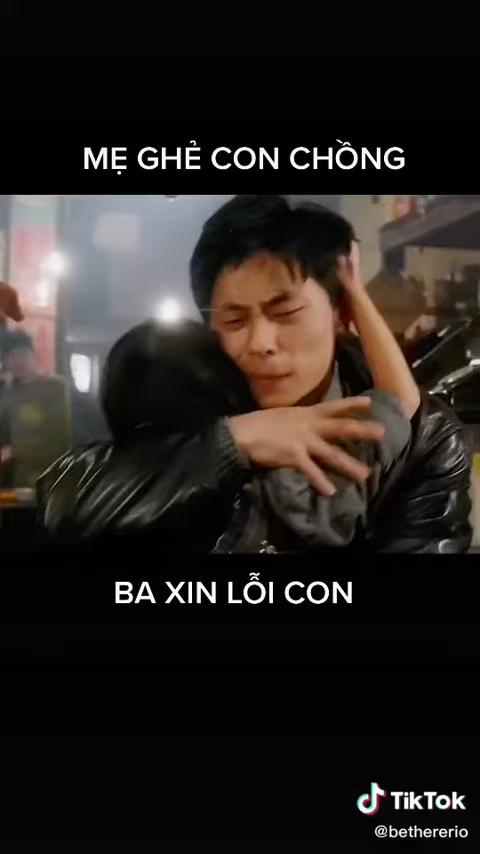 MẸ GHẺ CON CHỒNG
BA XIN LỖI CON
TikTok
@bethererio